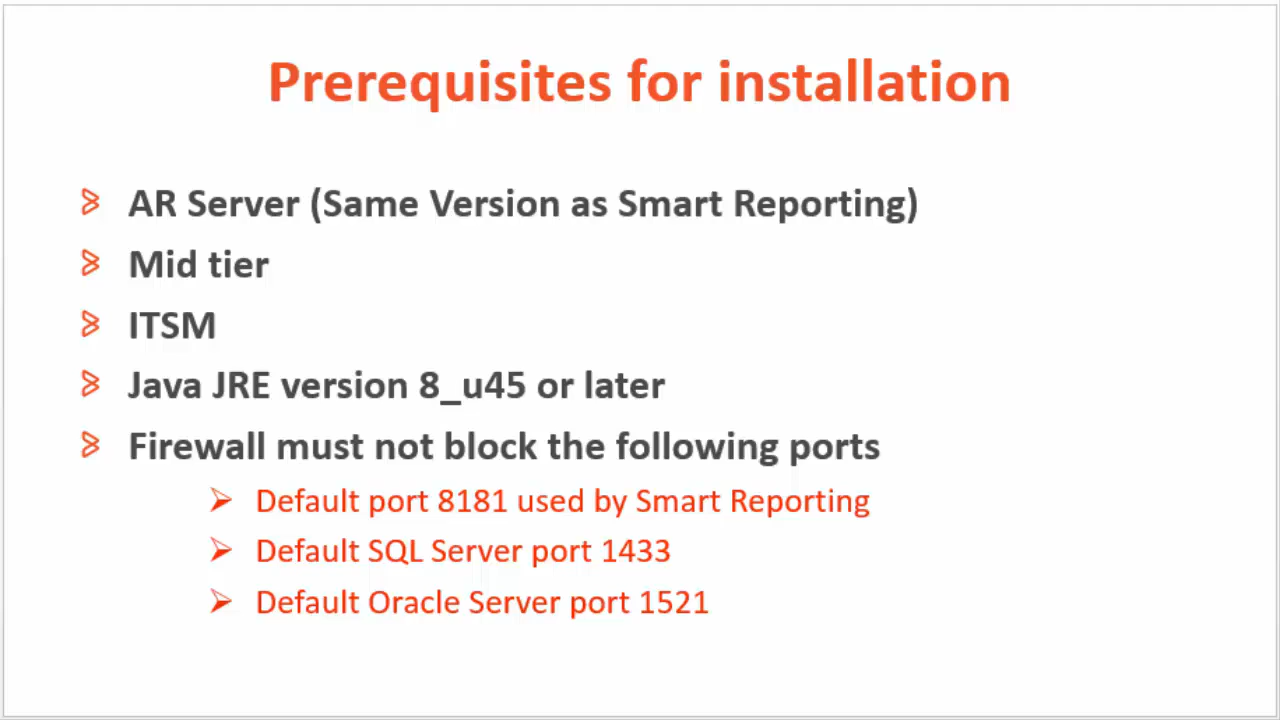 Prerequisites for installation
AR Server (Same Version as Smart Reporting)
Mid tier
ITSM
Java JRE version 8_u45 or later
Firewall must not block the following ports
Default port 8181 used by Smart Reporting
Default SQL Server port 1433
Default Oracle Server port 1521